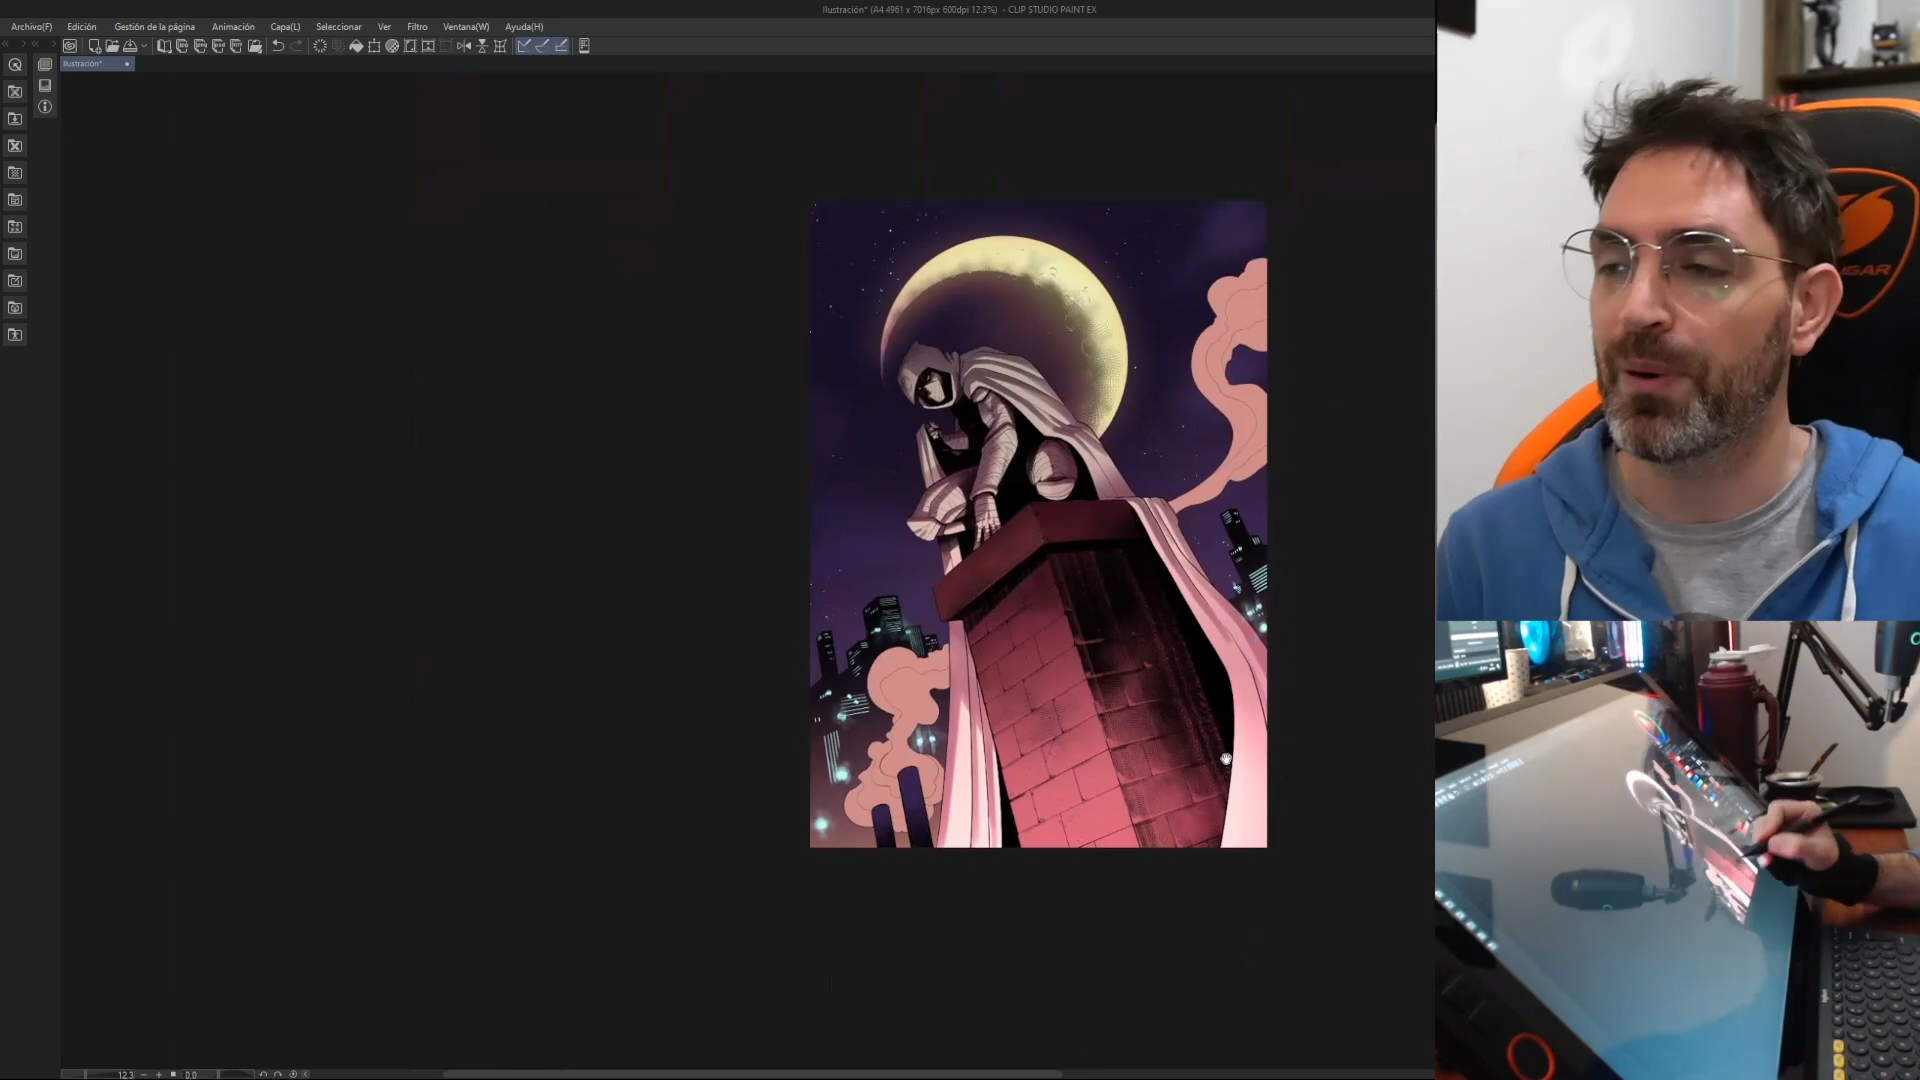 Ilustración* (A4 4961 x 7016px 600dpi 12.3%) - CLIP STUDIO PAINT EX
Archivo(F) Edición Gestión de la página Animación Capa(L) Seleccionar Ver Filtro Ventana(W) Ayuda(H)
Ilustración*
12.3
0.0